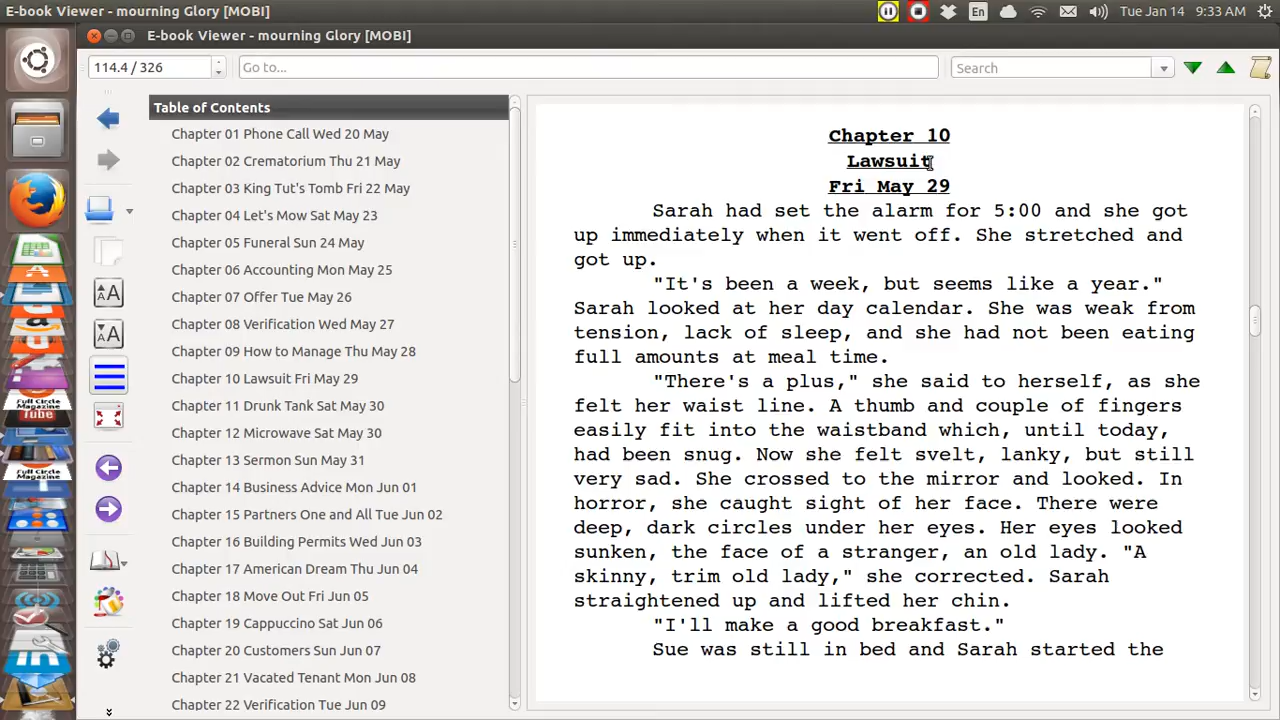 E-book Viewer - mourning Glory [MOBI]
En
Tue Jan 14
9:33 AM
E-book Viewer - mourning Glory [MOBI]
114.4 / 326
Go to...
Search
Table of Contents
Chapter 01 Phone Call Wed 20 May
Chapter 02 Crematorium Thu 21 May
Chapter 03 King Tut's Tomb Fri 22 May
Chapter 04 Let's Mow Sat May 23
Chapter 05 Funeral Sun 24 May
Chapter 06 Accounting Mon May 25
Chapter 07 Offer Tue May 26
Chapter 08 Verification Wed May 27
Chapter 09 How to Manage Thu May 28
Chapter 10 Lawsuit Fri May 29
Chapter 11 Drunk Tank Sat May 30
Chapter 12 Microwave Sat May 30
Chapter 13 Sermon Sun May 31
Chapter 14 Business Advice Mon Jun 01
Chapter 15 Partners One and All Tue Jun 02
Chapter 16 Building Permits Wed Jun 03
Chapter 17 American Dream Thu Jun 04
Chapter 18 Move Out Fri Jun 05
Chapter 19 Cappuccino Sat Jun 06
Chapter 20 Customers Sun Jun 07
Chapter 21 Vacated Tenant Mon Jun 08
Chapter 22 Verification Tue Jun 09
Full Circle
Magazine
Tube
Full Circle
Magazine
in
A
A
Chapter 10
Lawsuit
Fri May 29
Sarah had set the alarm for 5:00 and she got
up immediately when it went off. She stretched and
got up.
"It's been a week, but seems like a year."
Sarah looked at her day calendar. She was weak from
tension, lack of sleep, and she had not been eating
full amounts at meal time.
"There's a plus," she said to herself, as she
felt her waist line. A thumb and couple of fingers
easily fit into the waistband which, until today,
had been snug. Now she felt svelt, lanky, but still
very sad. She crossed to the mirror and looked. In
horror, she caught sight of her face. There were
deep, dark circles under her eyes. Her eyes looked
sunken, the face of a stranger, an old lady. "A
skinny, trim old lady," she corrected. Sarah
straightened up and lifted her chin.
"I'll make a good breakfast."
Sue was still in bed and Sarah started the